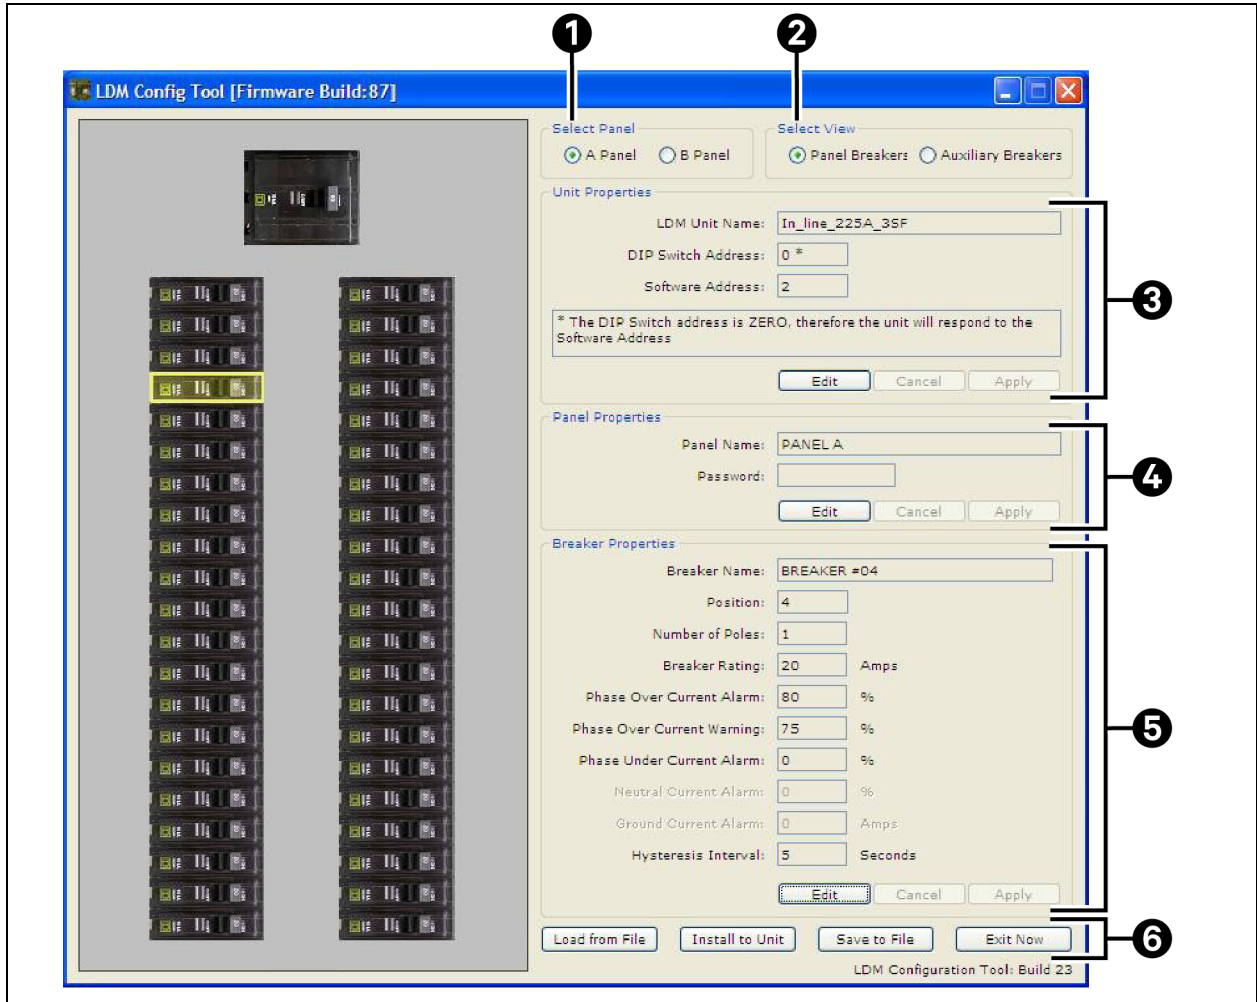 1 2
LDM Config Tool [Firmware Build:87]
Select Panel
A Panel B Panel
Select View
Panel Breakers Auxiliary Breakers
Unit Properties
LDM Unit Name: In_line_225A_3SF
DIP Switch Address: 0 *
Software Address: 2
* The DIP Switch address is ZERO, therefore the unit will respond to the
Software Address
Edit Cancel Apply
3
Panel Properties
Panel Name: PANEL A
Password:
Edit Cancel Apply
4
Breaker Properties
Breaker Name: BREAKER #04
Position: 4
Number of Poles: 1
Breaker Rating: 20 Amps
Phase Over Current Alarm: 80 %
Phase Over Current Warning: 75 %
Phase Under Current Alarm: 0 %
Neutral Current Alarm: 0 %
Ground Current Alarm: 0 Amps
Hysteresis Interval: 5 Seconds
Edit Cancel Apply
5
Load from File Install to Unit Save to File Exit Now
6
LDM Configuration Tool: Build 23